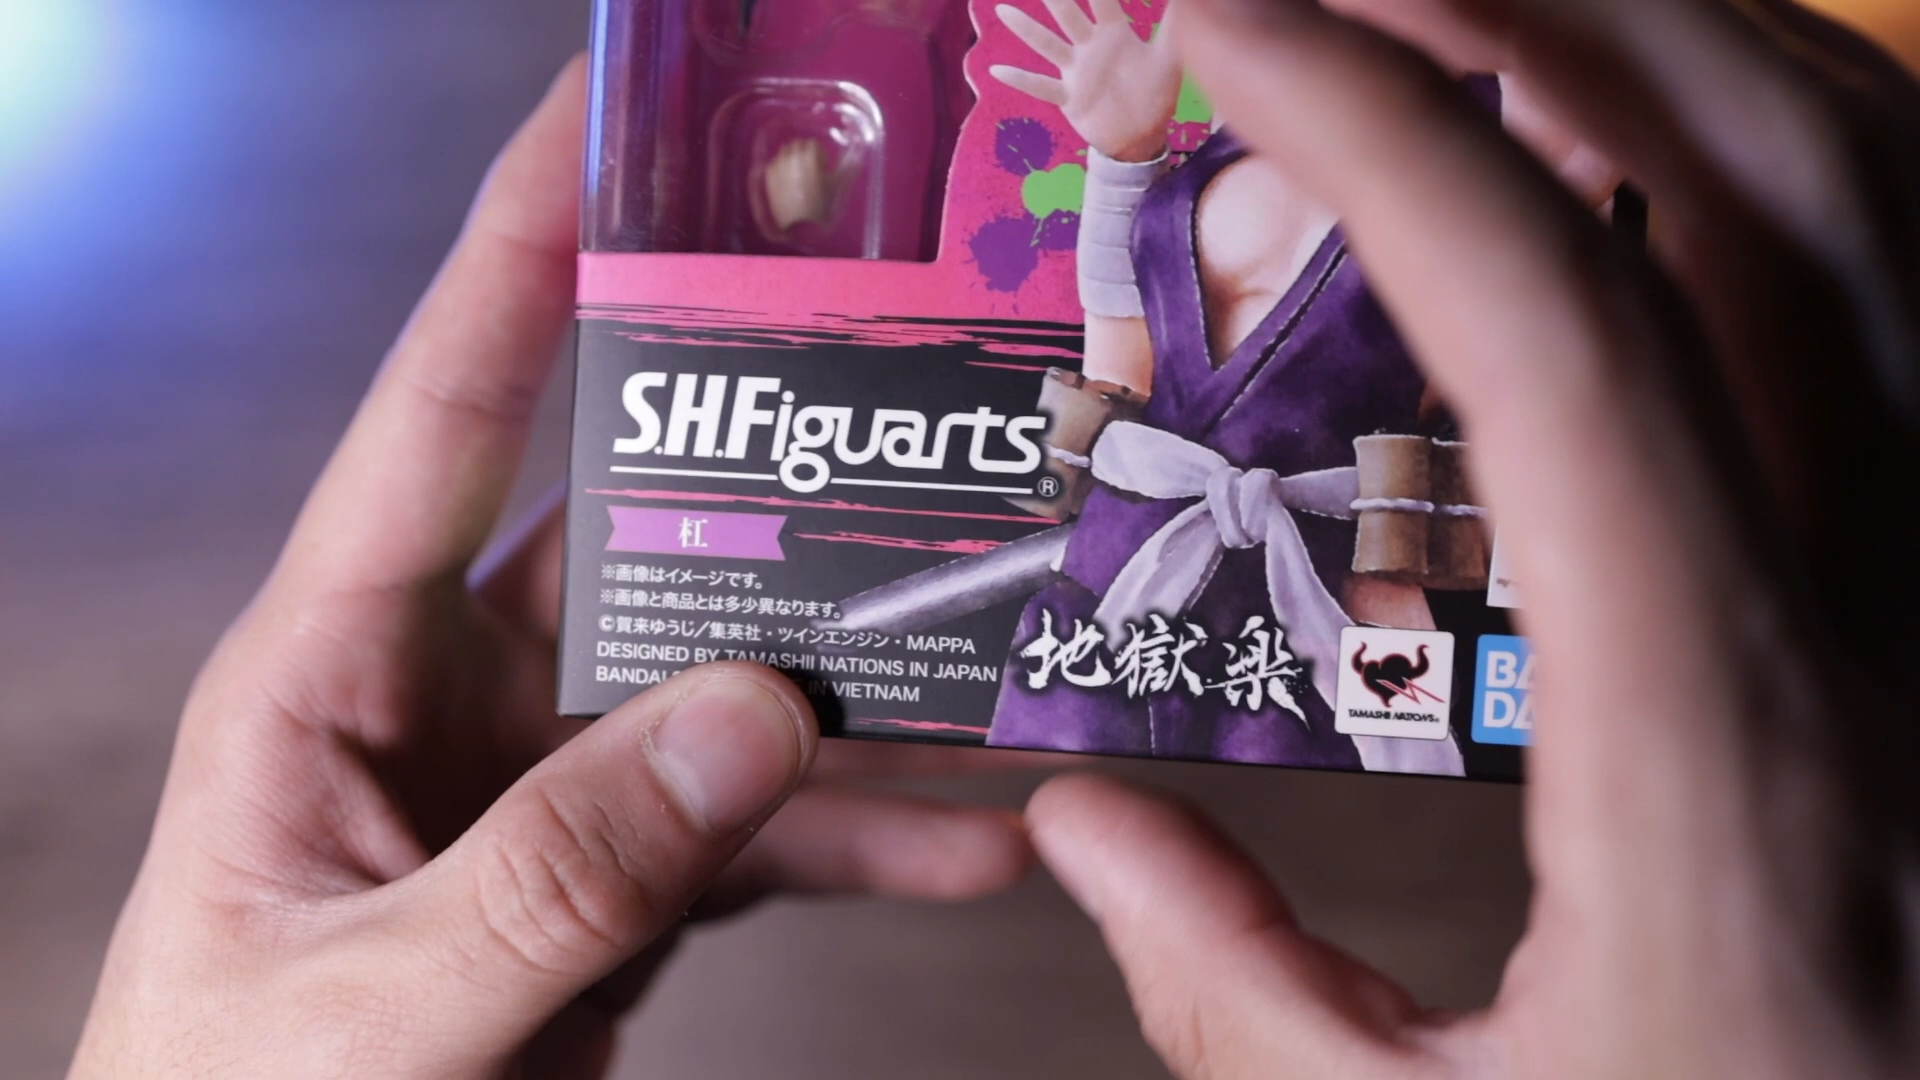 S.H.Figuarts®
杠
※画像はイメージです。
※画像と商品とは多少異なります。
©賀来ゆうじ／集英社・ツインエンジン・MAPPA
DESIGNED BY TAMASHII NATIONS IN JAPAN
BANDAI IN VIETNAM
地獄楽
TAMASHII NATIONS
BA
DA